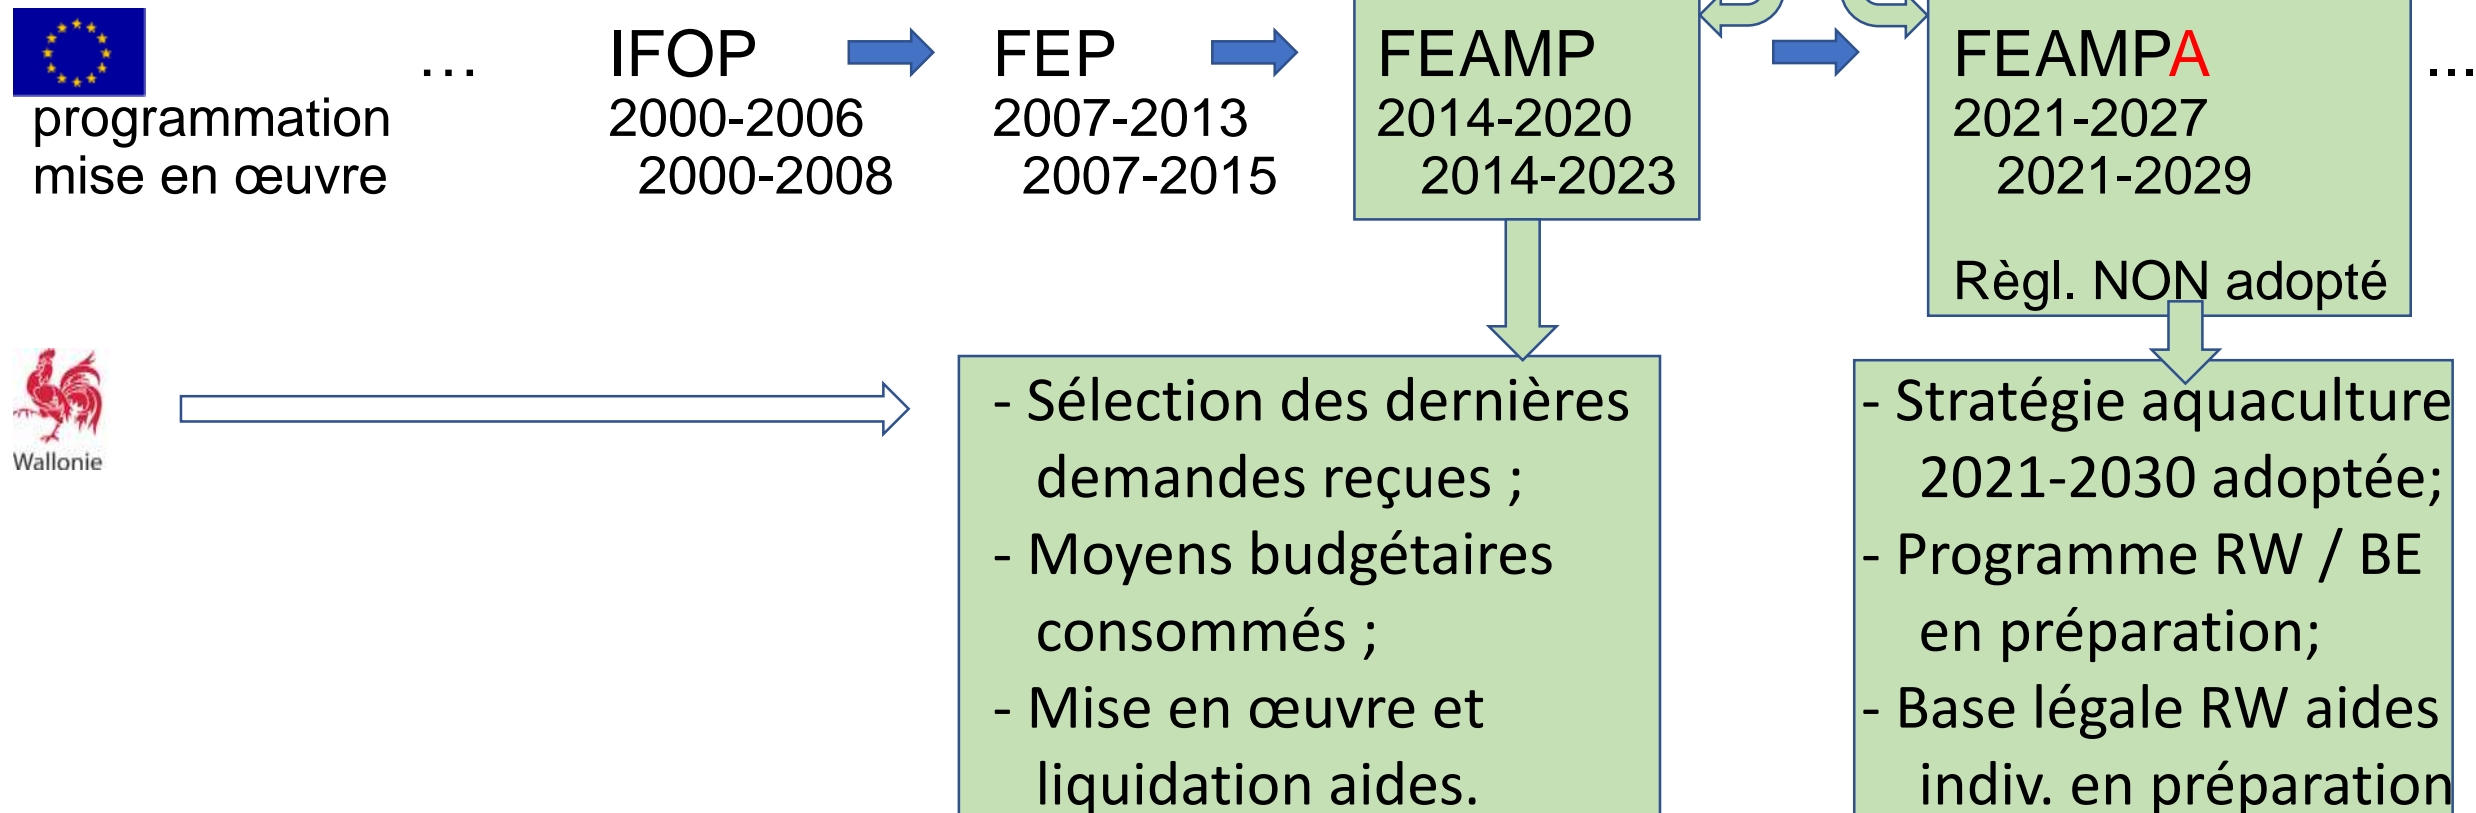 … IFOP FEP FEAMP FEAMPA ...
programmation 2000-2006 2007-2013 2014-2020 2021-2027
mise en œuvre 2000-2008 2007-2015 2014-2023 2021-2029
Règl. NON adopté
Wallonie
- Sélection des dernières
demandes reçues ;
- Moyens budgétaires
consommés ;
- Mise en œuvre et
liquidation aides.
- Stratégie aquaculture
2021-2030 adoptée;
- Programme RW / BE
en préparation;
- Base légale RW aides
indiv. en préparation